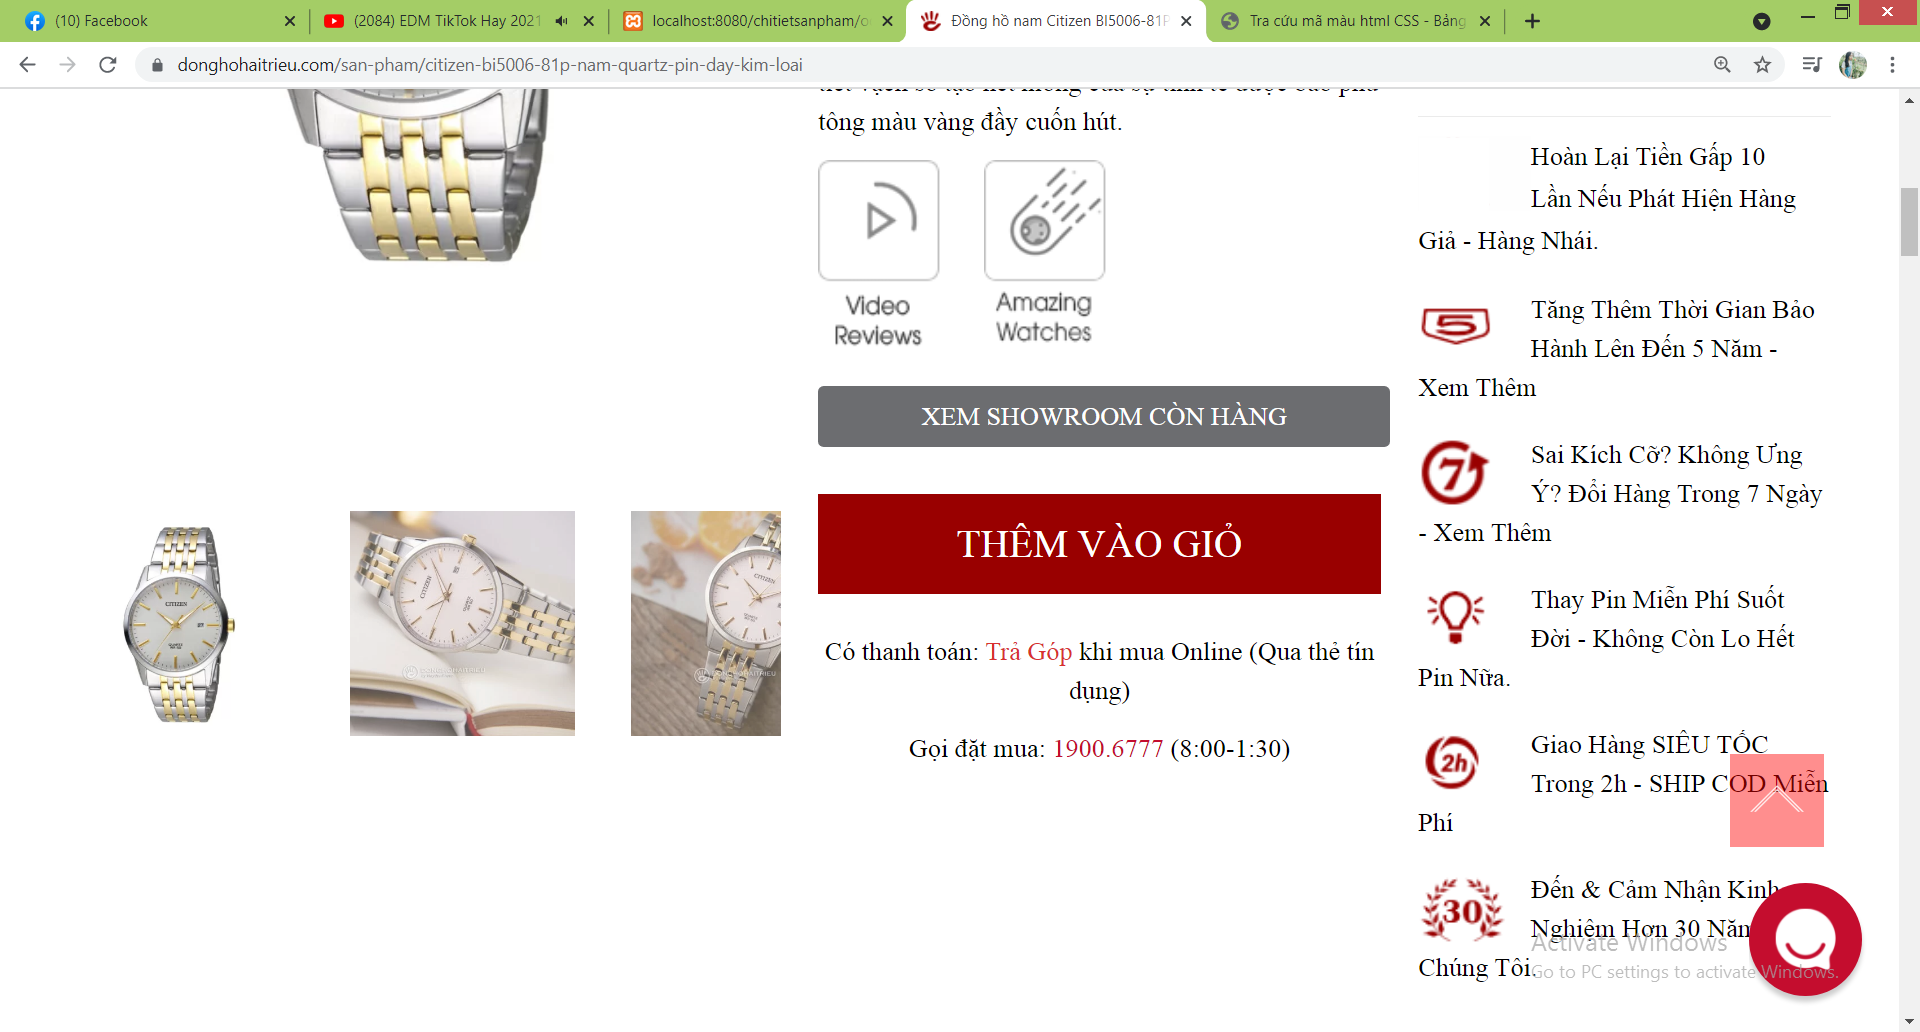 (10) Facebook
(2084) EDM TikTok Hay 2021
localhost:8080/chitietsanpham/o
Đồng hồ nam Citizen BI5006-81P
Tra cứu mã màu html CSS - Bảng
donghohaitrieu.com/san-pham/citizen-bi5006-81p-nam-quartz-pin-day-kim-loai
tông màu vàng đầy cuốn hút.
Video
Reviews
Amazing
Watches
XEM SHOWROOM CÒN HÀNG
THÊM VÀO GIỎ
Có thanh toán: Trả Góp khi mua Online (Qua thẻ tín
dụng)
Gọi đặt mua: 1900.6777 (8:00-1:30)
CITIZEN
CITIZEN
CITIZEN
Hoàn Lại Tiền Gấp 10
Lần Nếu Phát Hiện Hàng
Giả - Hàng Nhái.
5
Tăng Thêm Thời Gian Bảo
Hành Lên Đến 5 Năm -
Xem Thêm
7
Sai Kích Cỡ? Không Ưng
Ý? Đổi Hàng Trong 7 Ngày
- Xem Thêm
Thay Pin Miễn Phí Suốt
Đời - Không Còn Lo Hết
Pin Nữa.
2h
Giao Hàng SIÊU TỐC
Trong 2h - SHIP COD Miễn
Phí
30
Đến & Cảm Nhận Kinh
Nghiệm Hơn 30 Năm
Chúng Tôi.
Activate Windows
Go to PC settings to activate Windows.